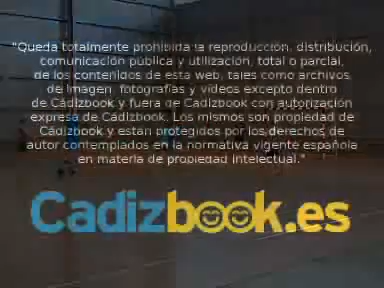 "Queda totalmente prohibida la reproducción, distribución,
comunicación pública y utilización, total o parcial,
de los contenidos de esta web, tales como archivos
de imagen, fotografías y vídeos excepto dentro
de Cádizbook y fuera de Cadizbook con autorización
expresa de Cádizbook. Los mismos son propiedad de
Cádizbook y están protegidos por los derechos de
autor contemplados en la normativa vigente española
en materia de propiedad intelectual."
Cadizbook.es